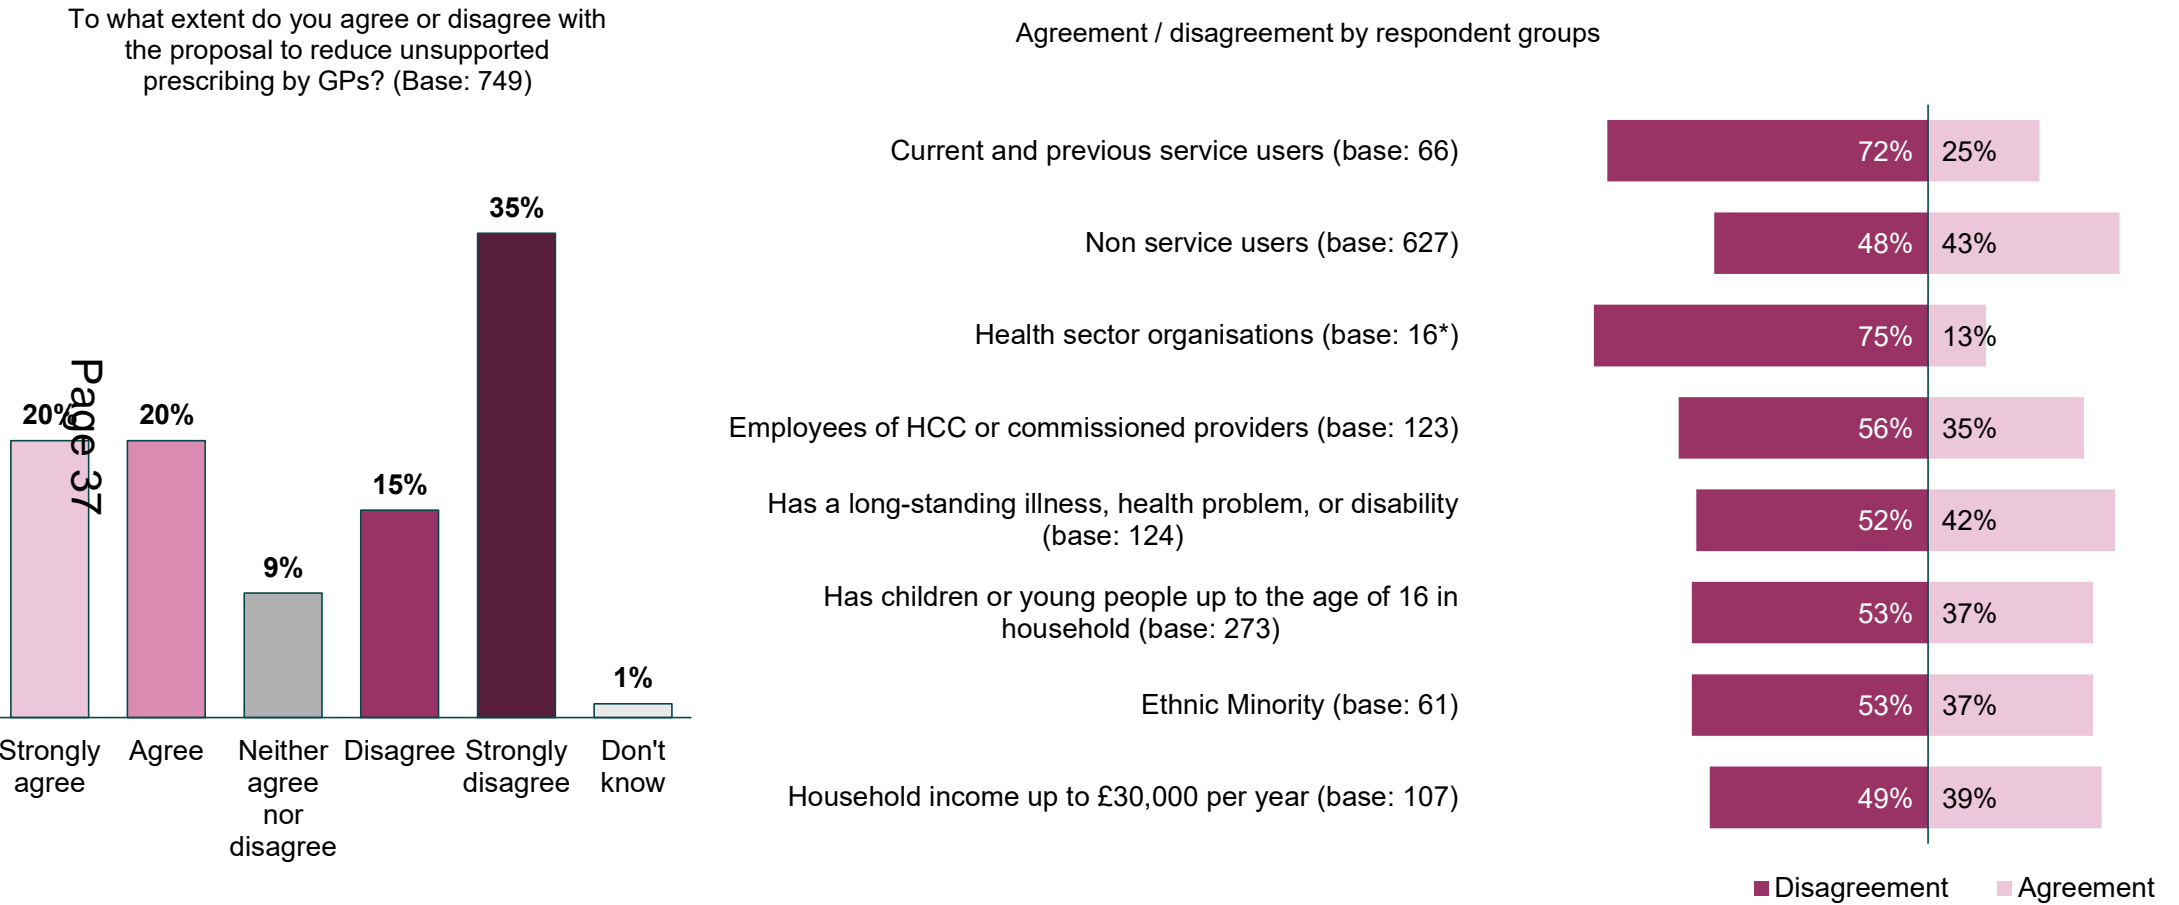 To what extent do you agree or disagree with
the proposal to reduce unsupported
prescribing by GPs? (Base: 749)
35%
20%
20%
15%
9%
1%
Page 37
Strongly
agree
Agree
Neither
agree
nor
disagree
Disagree
Strongly
disagree
Don't
know
Agreement / disagreement by respondent groups
Current and previous service users (base: 66)
72%
25%
Non service users (base: 627)
48%
43%
Health sector organisations (base: 16*)
75%
13%
Employees of HCC or commissioned providers (base: 123)
56%
35%
Has a long-standing illness, health problem, or disability
(base: 124)
52%
42%
Has children or young people up to the age of 16 in
household (base: 273)
53%
37%
Ethnic Minority (base: 61)
53%
37%
Household income up to £30,000 per year (base: 107)
49%
39%
Disagreement
Agreement